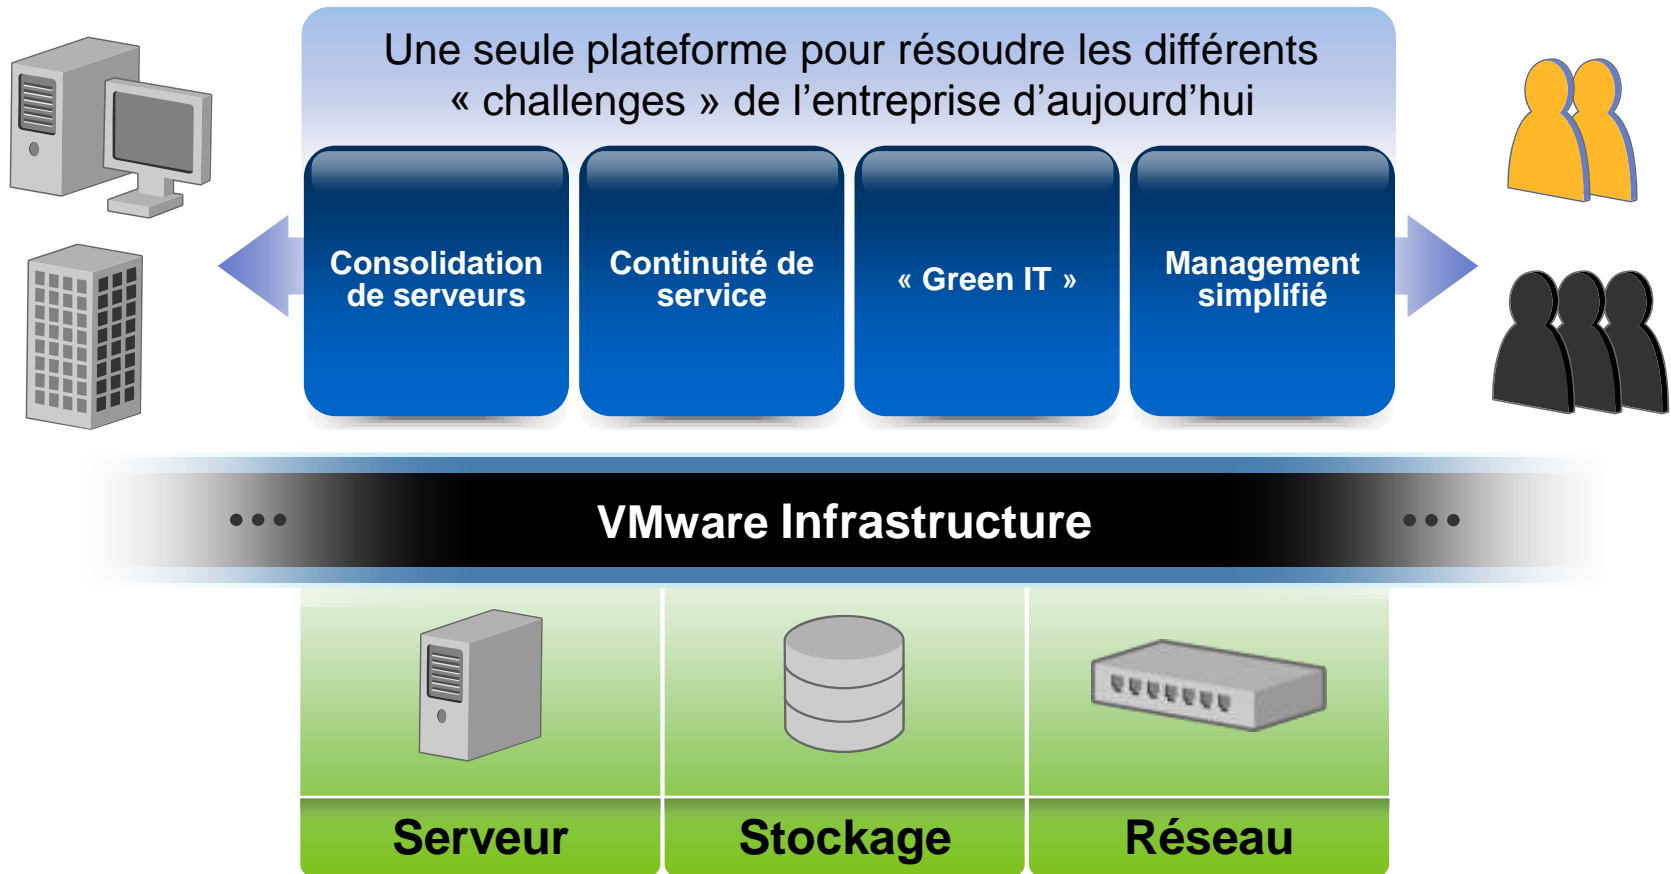 Une seule plateforme pour résoudre les différents
« challenges » de l’entreprise d’aujourd’hui
Consolidation
de serveurs
Continuité de
service
« Green IT »
Management
simplifié
VMware Infrastructure
Serveur
Stockage
Réseau